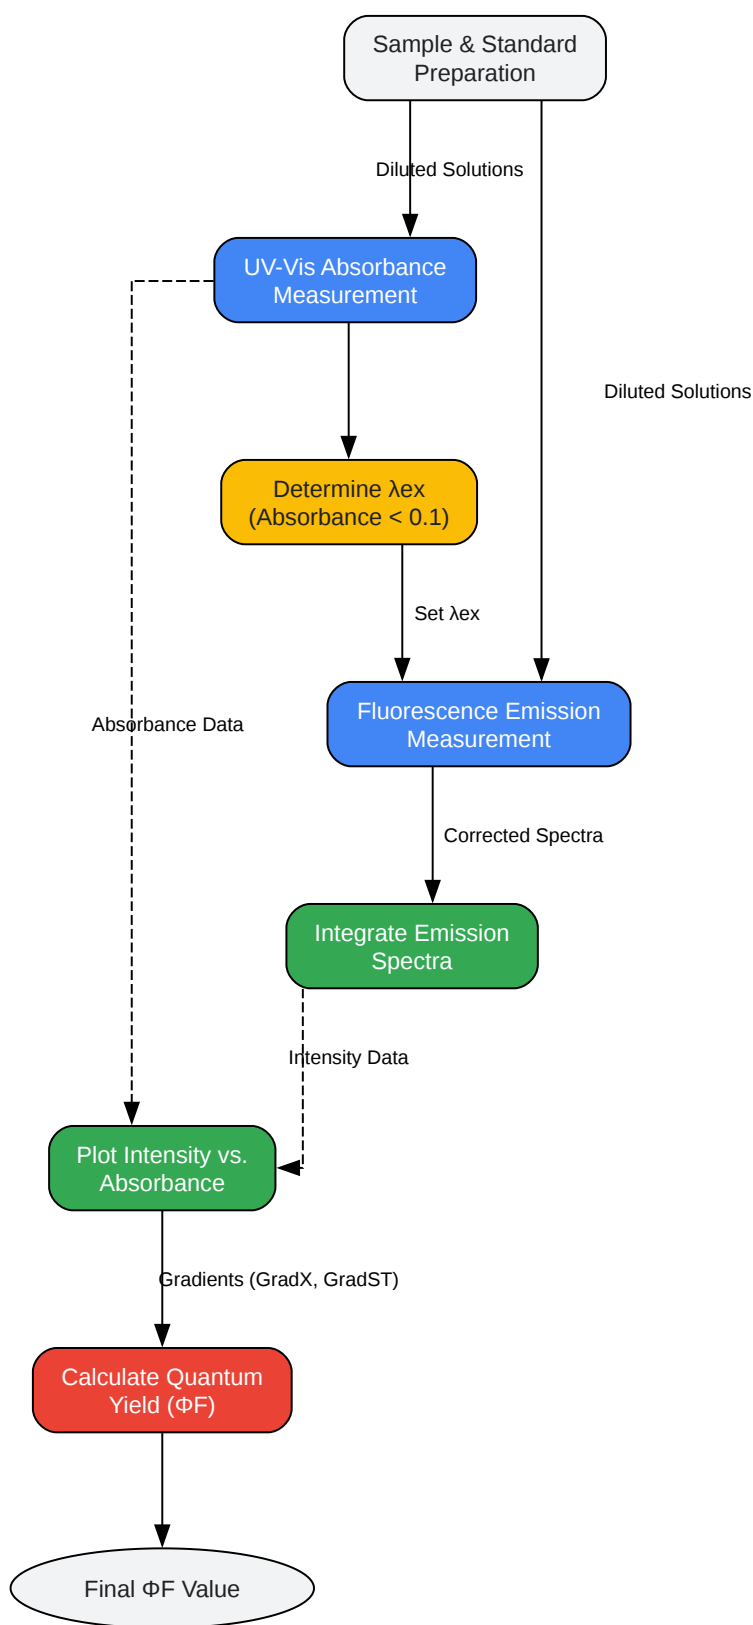 Sample & Standard
Preparation
Diluted Solutions
UV-Vis Absorbance
Measurement
Diluted Solutions
Determine λex
(Absorbance < 0.1)
Set λex
Fluorescence Emission
Measurement
Absorbance Data
Corrected Spectra
Integrate Emission
Spectra
Intensity Data
Plot Intensity vs.
Absorbance
Gradients (GradX, GradST)
Calculate Quantum
Yield (ΦF)
Final ΦF Value